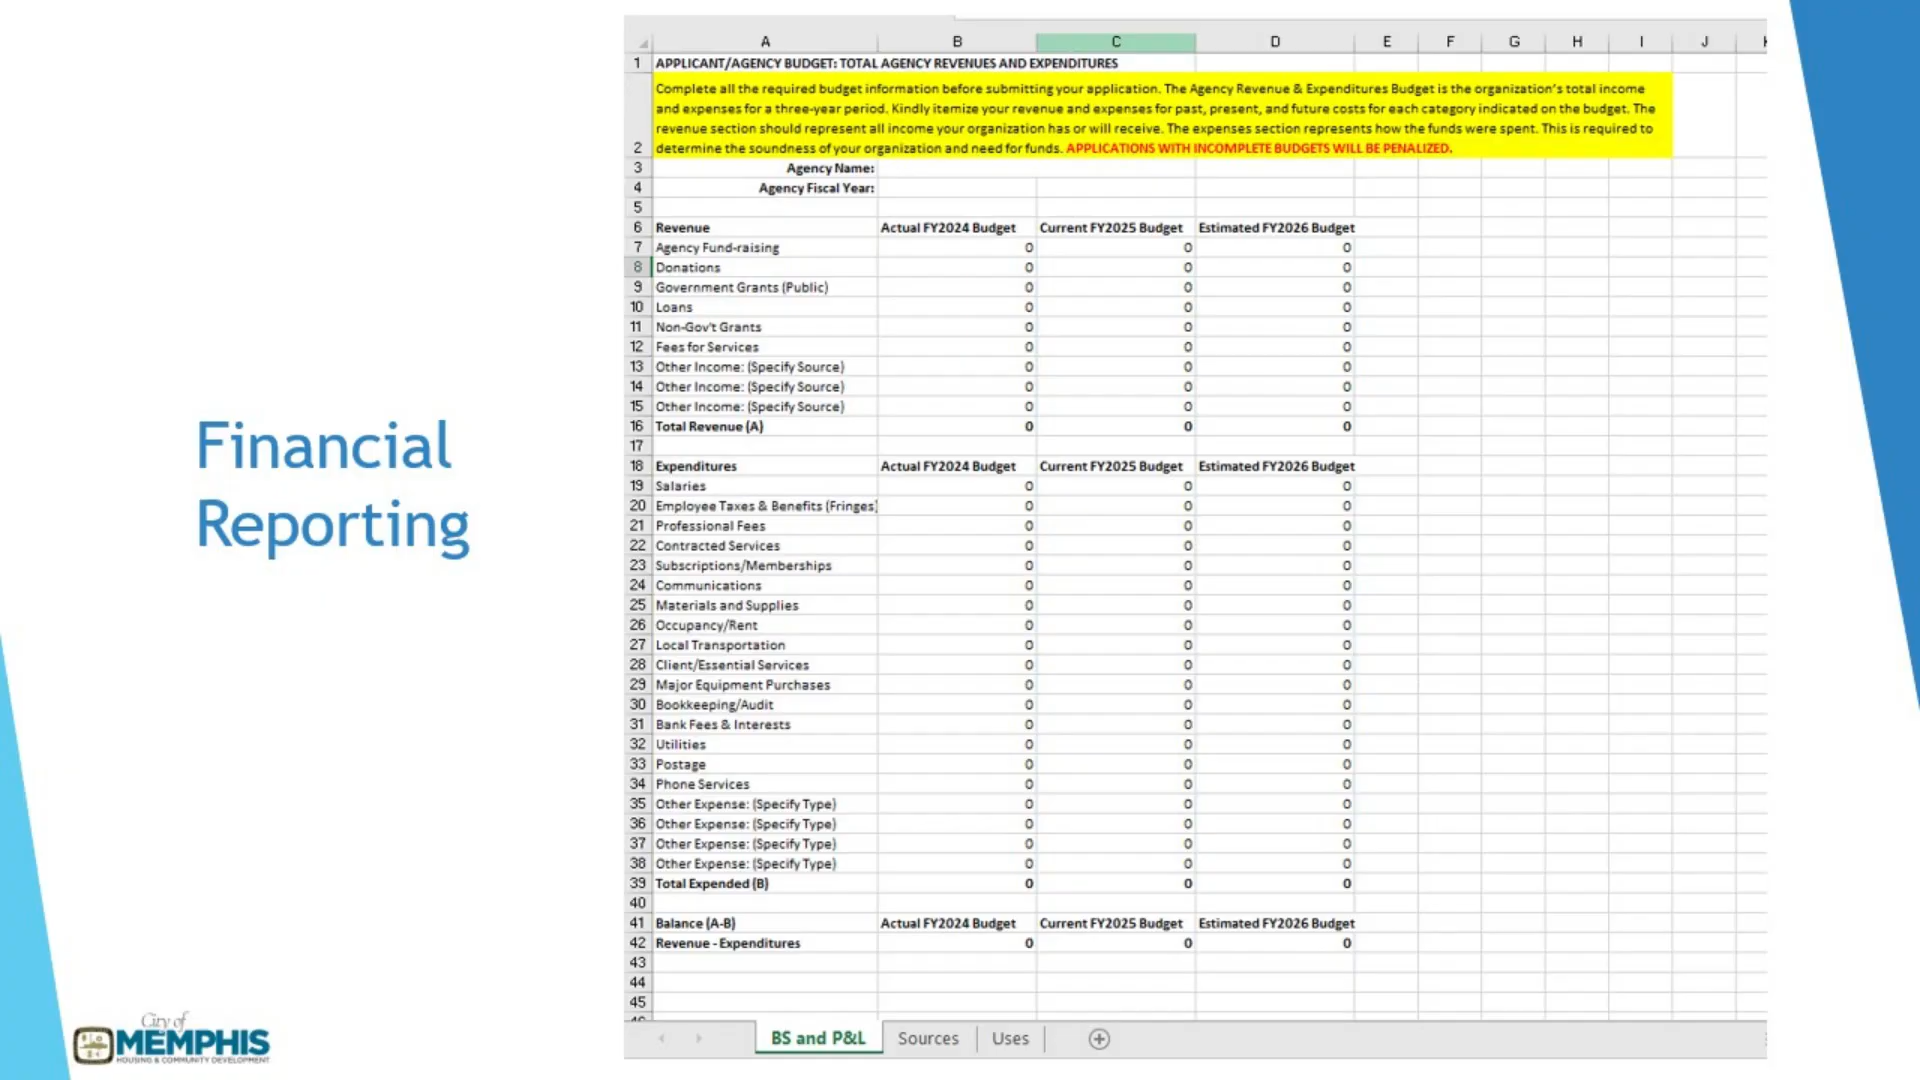 Financial
Reporting
A B C D E F G H I J
1 APPLICANT/AGENCY BUDGET: TOTAL AGENCY REVENUES AND EXPENDITURES
Complete all the required budget information before submitting your application. The Agency Revenue & Expenditures Budget is the organization's total income
and expenses for a three-year period. Kindly itemize your revenue and expenses for past, present, and future costs for each category indicated on the budget. The
revenue section should represent all income your organization has or will receive. The expenses section represents how the funds were spent. This is required to
2 determine the soundness of your organization and need for funds. APPLICATIONS WITH INCOMPLETE BUDGETS WILL BE PENALIZED.
3 Agency Name:
4 Agency Fiscal Year:
5
6 Revenue Actual FY2024 Budget Current FY2025 Budget Estimated FY2026 Budget
7 Agency Fund-raising 0 0 0
8 Donations 0 0 0
9 Government Grants (Public) 0 0 0
10 Loans 0 0 0
11 Non-Gov't Grants 0 0 0
12 Fees for Services 0 0 0
13 Other Income: (Specify Source) 0 0 0
14 Other Income: (Specify Source) 0 0 0
15 Other Income: (Specify Source) 0 0 0
16 Total Revenue (A) 0 0 0
17
18 Expenditures Actual FY2024 Budget Current FY2025 Budget Estimated FY2026 Budget
19 Salaries 0 0 0
20 Employee Taxes & Benefits (Fringes) 0 0 0
21 Professional Fees 0 0 0
22 Contracted Services 0 0 0
23 Subscriptions/Memberships 0 0 0
24 Communications 0 0 0
25 Materials and Supplies 0 0 0
26 Occupancy/Rent 0 0 0
27 Local Transportation 0 0 0
28 Client/Essential Services 0 0 0
29 Major Equipment Purchases 0 0 0
30 Bookkeeping/Audit 0 0 0
31 Bank Fees & Interests 0 0 0
32 Utilities 0 0 0
33 Postage 0 0 0
34 Phone Services 0 0 0
35 Other Expense: (Specify Type) 0 0 0
36 Other Expense: (Specify Type) 0 0 0
37 Other Expense: (Specify Type) 0 0 0
38 Other Expense: (Specify Type) 0 0 0
39 Total Expended (B) 0 0 0
40
41 Balance (A-B) Actual FY2024 Budget Current FY2025 Budget Estimated FY2026 Budget
42 Revenue - Expenditures 0 0 0
43
44
45
BS and P&L Sources Uses
City of
MEMPHIS
HOUSING & COMMUNITY DEVELOPMENT